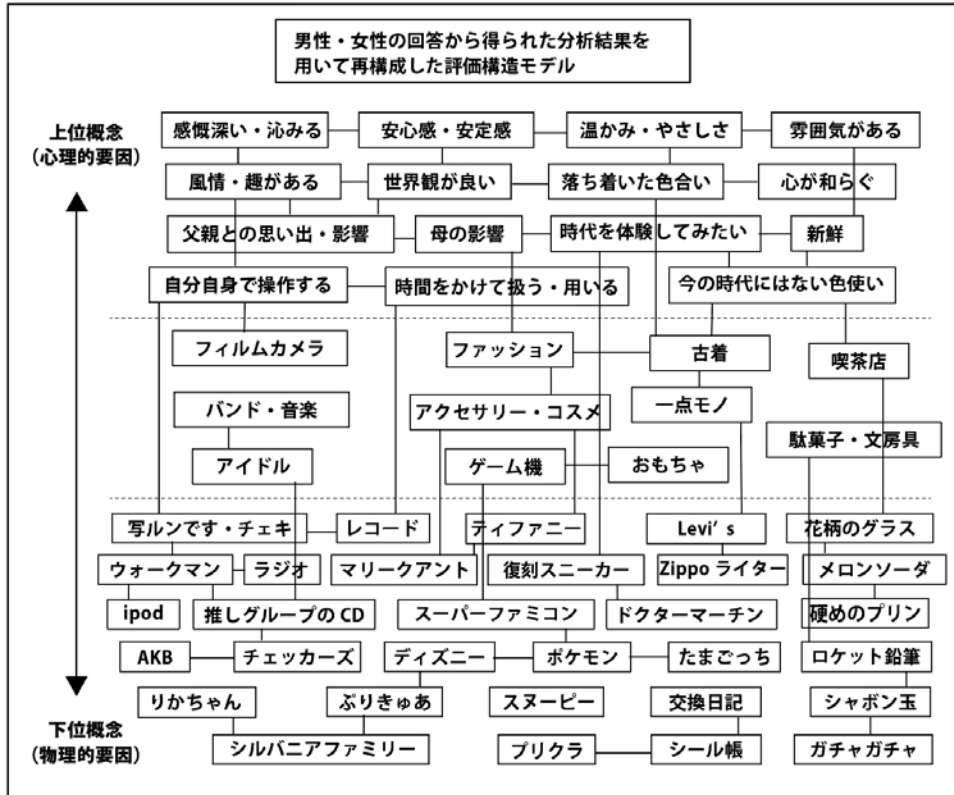 男性・女性の回答から得られた分析結果を
用いて再構成した評価構造モデル
上位概念
（心理的要因）
感慨深い・沁みる
安心感・安定感
温かみ・やさしさ
雰囲気がある
風情・趣がある
世界観が良い
落ち着いた色合い
心が和らぐ
父親との思い出・影響
母の影響
時代を体験してみたい
新鮮
自分自身で操作する
時間をかけて扱う・用いる
今の時代にはない色使い
フィルムカメラ
ファッション
古着
喫茶店
バンド・音楽
アクセサリー・コスメ
一点モノ
駄菓子・文房具
アイドル
ゲーム機
おもちゃ
写ルンです・チェキ
レコード
ティファニー
Levi's
花柄のグラス
ウォークマン
ラジオ
マリークアント
復刻スニーカー
Zippoライター
メロンソーダ
ipod
推しグループのCD
スーパーファミコン
ドクターマーチン
硬めのプリン
AKB
チェッカーズ
ディズニー
ポケモン
たまごっち
ロケット鉛筆
りかちゃん
ぷりきゅあ
スヌーピー
交換日記
シャボン玉
下位概念
（物理的要因）
シルバニアファミリー
プリクラ
シール帳
ガチャガチャ